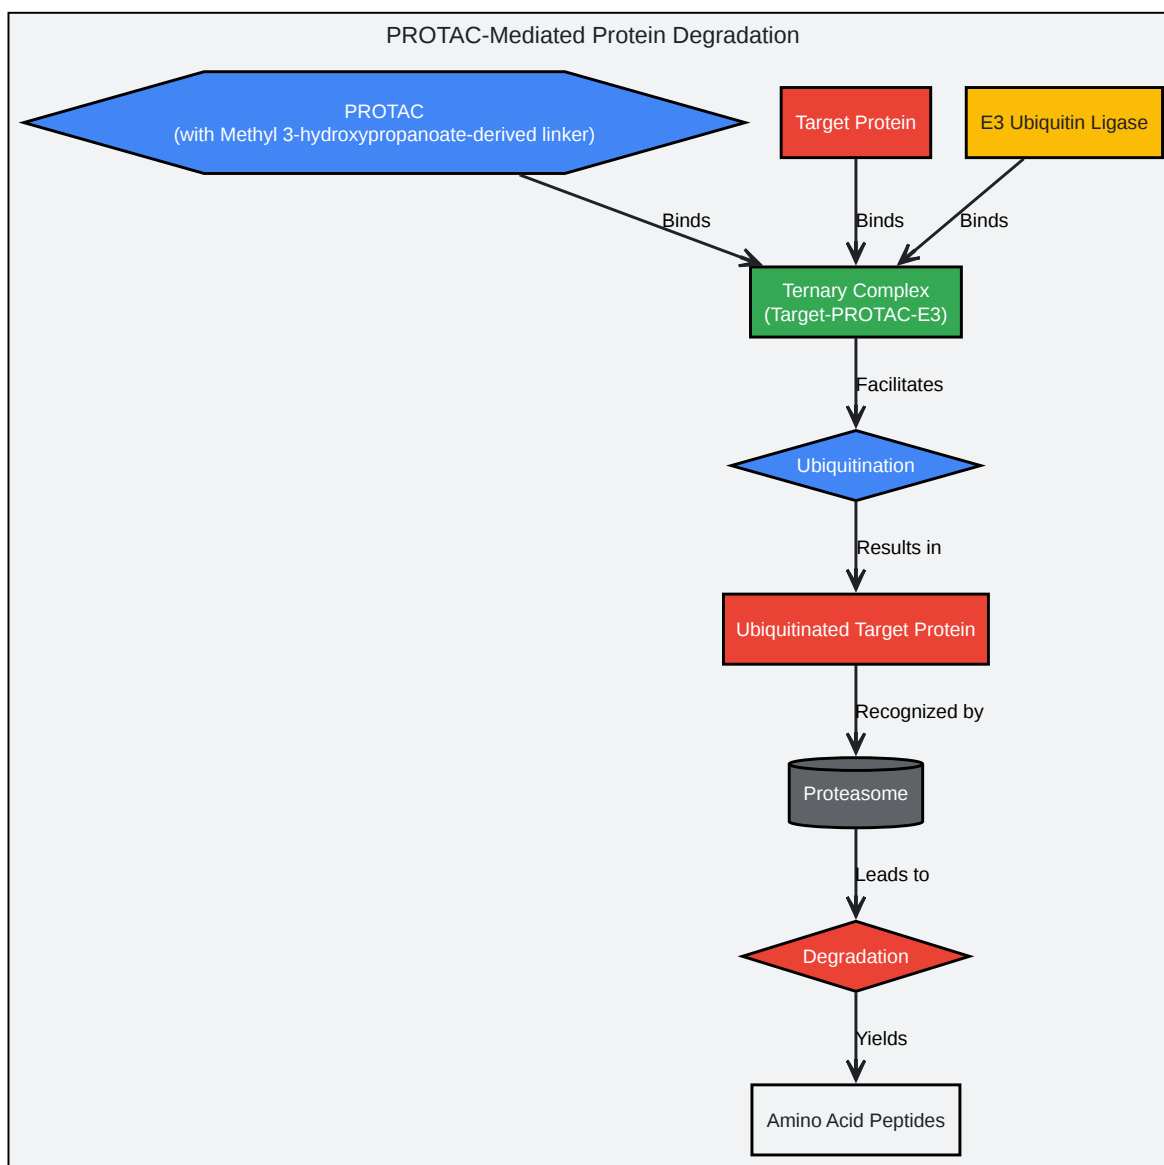 PROTAC-Mediated Protein Degradation
PROTAC
(with Methyl 3-hydroxypropanoate-derived linker)
Target Protein
E3 Ubiquitin Ligase
Binds
Binds
Binds
Ternary Complex
(Target-PROTAC-E3)
Facilitates
Ubiquitination
Results in
Ubiquitinated Target Protein
Recognized by
Proteasome
Leads to
Degradation
Yields
Amino Acid Peptides